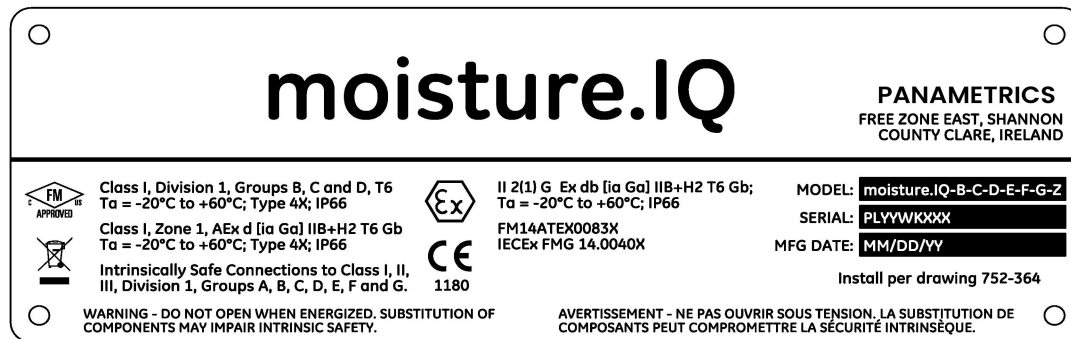 moisture.IQ
PANAMETRICS
FREE ZONE EAST, SHANNON
COUNTY CLARE, IRELAND
C FM US
APPROVED
Class I, Division 1, Groups B, C and D, T6
Ta = -20°C to +60°C; Type 4X; IP66
Class I, Zone 1, AEx d [ia Ga] IIB+H2 T6 Gb
Ta = -20°C to +60°C; Type 4X; IP66
Intrinsically Safe Connections to Class I, II,
III, Division 1, Groups A, B, C, D, E, F and G.
Ex
CE
1180
II 2(1) G Ex db [ia Ga] IIB+H2 T6 Gb;
Ta = -20°C to +60°C; IP66
FM14ATEX0083X
IECEx FMG 14.0040X
MODEL: moisture.IQ-B-C-D-E-F-G-Z
SERIAL: PLYYWKXXX
MFG DATE: MM/DD/YY
Install per drawing 752-364
WARNING - DO NOT OPEN WHEN ENERGIZED. SUBSTITUTION OF
COMPONENTS MAY IMPAIR INTRINSIC SAFETY.
AVERTISSEMENT - NE PAS OUVRIR SOUS TENSION. LA SUBSTITUTION DE
COMPOSANTS PEUT COMPROMETTRE LA SÉCURITÉ INTRINSÈQUE.